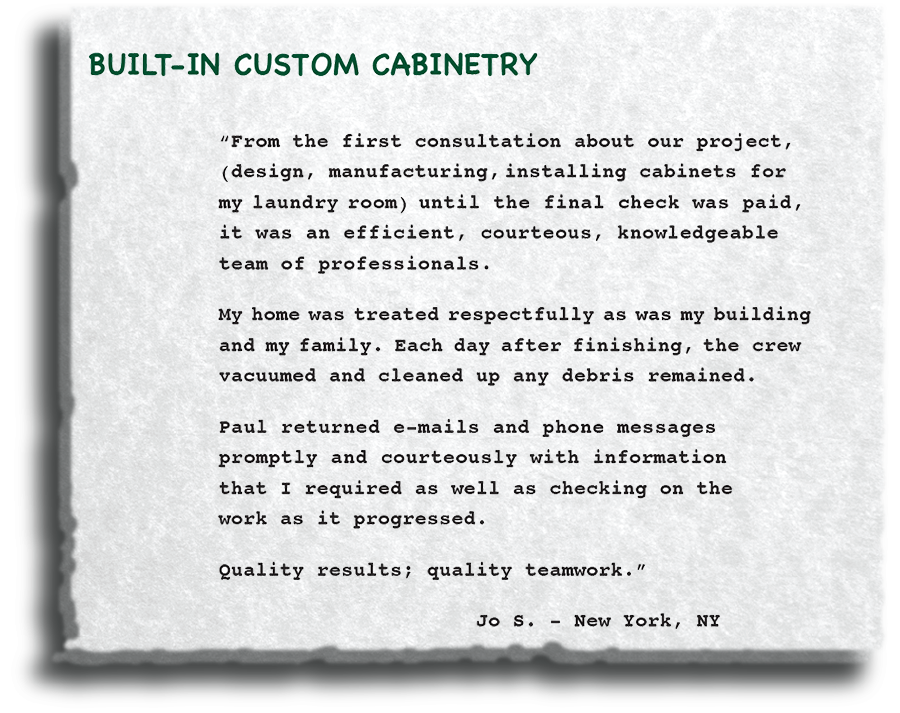 BUILT-IN CUSTOM CABINETRY
“From the first consultation about our project,
(design, manufacturing, installing cabinets for
my laundry room) until the final check was paid,
it was an efficient, courteous, knowledgeable
team of professionals.
My home was treated respectfully as was my building
and my family. Each day after finishing, the crew
vacuumed and cleaned up any debris remained.
Paul returned e-mails and phone messages
promptly and courteously with information
that I required as well as checking on the
work as it progressed.
Quality results; quality teamwork.”
Jo S. - New York, NY